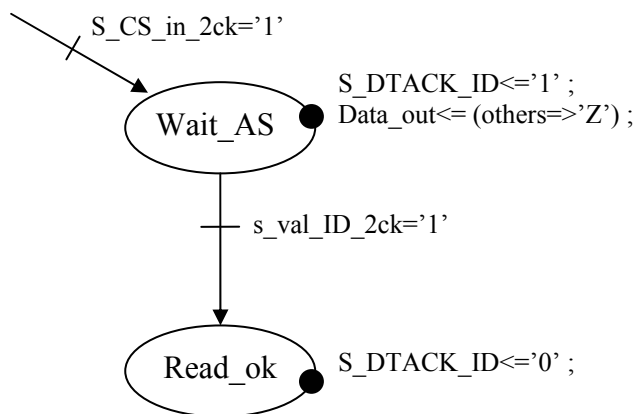 S_CS_in_2ck=’1’
S_DTACK_ID<=’1’ ;
Wait_AS
Data_out<= (others=>’Z’) ;
s_val_ID_2ck=’1’
Read_ok
S_DTACK_ID<=’0’ ;